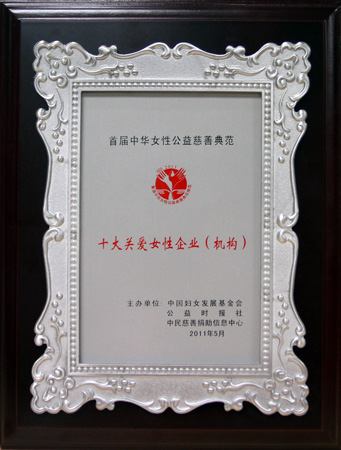 首届中华女性公益慈善典范
十大关爱女性企业（机构）
主办单位: 中国妇女发展基金会
公益时报社
中民慈善捐助信息中心
2011年5月